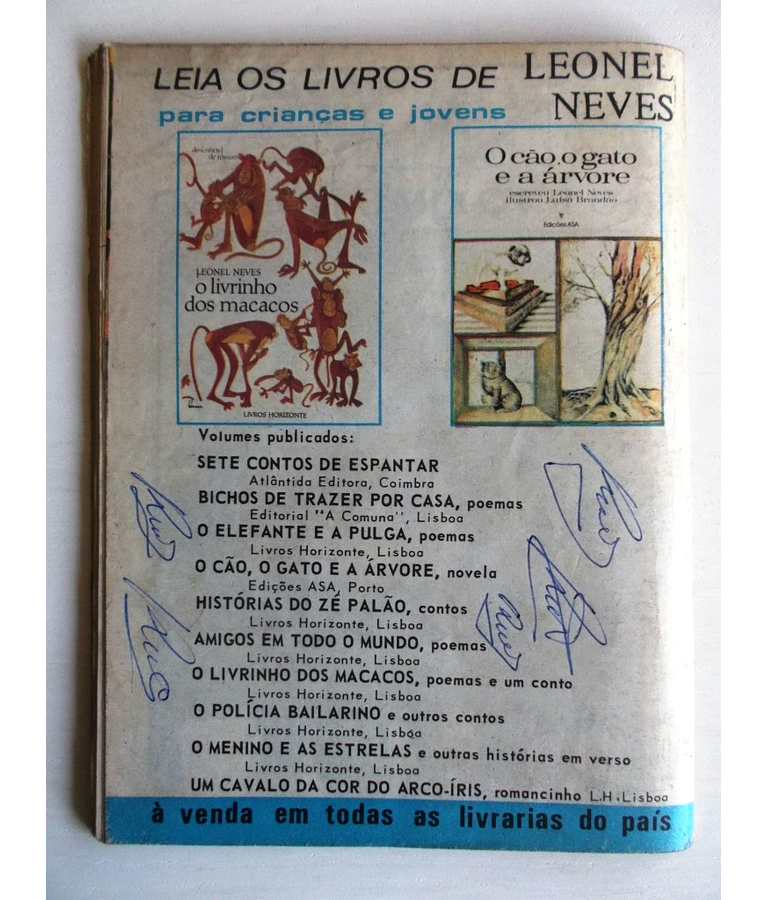 LEIA OS LIVROS DE LEONEL NEVES
para crianças e jovens
desenhos
LEONEL NEVES
o livrinho
dos macacos
LIVROS HORIZONTE
O cão, o gato
e a árvore
escreveu Leonel Neves
ilustrou Luísa Brandão
Edições ASA
Volumes publicados:
SETE CONTOS DE ESPANTAR
Atlântida Editora, Coimbra
BICHOS DE TRAZER POR CASA, poemas
Editorial "A Comuna", Lisboa
O ELEFANTE E A PULGA, poemas
Livros Horizonte, Lisboa
O CÃO, O GATO E A ÁRVORE, novela
Edições ASA, Porto
HISTÓRIAS DO ZÉ PALÃO, contos
Livros Horizonte, Lisboa
AMIGOS EM TODO O MUNDO, poemas
Livros Horizonte, Lisboa
O LIVRINHO DOS MACACOS, poemas e um conto
Livros Horizonte, Lisboa
O POLÍCIA BAILARINO e outros contos
Livros Horizonte, Lisboa
O MENINO E AS ESTRELAS e outras histórias em verso
Livros Horizonte, Lisboa
UM CAVALO DA COR DO ARCO-ÍRIS, romancinho L.H., Lisboa
à venda em todas as livrarias do país